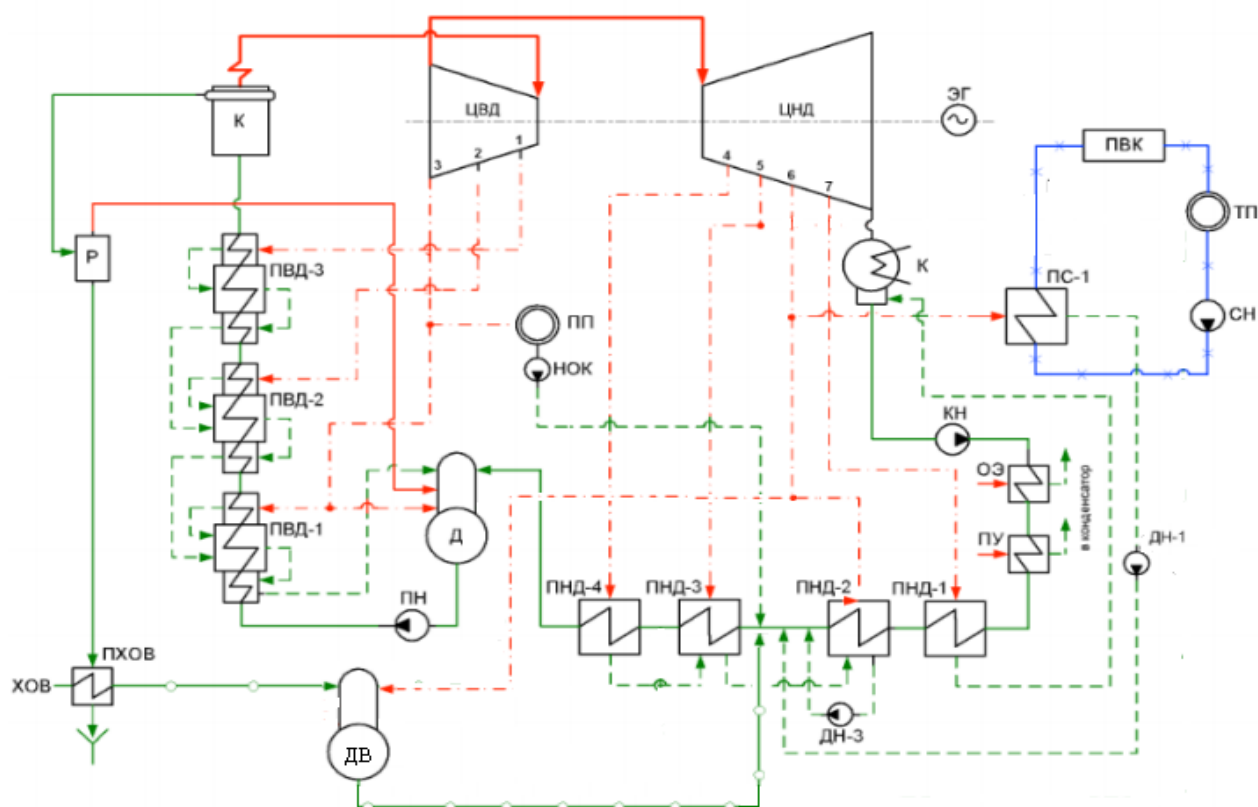 ЭГ
К
ЦВД
ЦНД
1
2
3
4
5
6
7
ПВК
ТП
Р
К
ПВД-3
ПС-1
СН
ПП
НОК
ПВД-2
КН
ОЭ
в конденсатор
ПВД-1
Д
ПУ
ДН-1
ПН
ПНД-4
ПНД-3
ПНД-2
ПНД-1
ПХОВ
ХОВ
ДН-3
ДВ